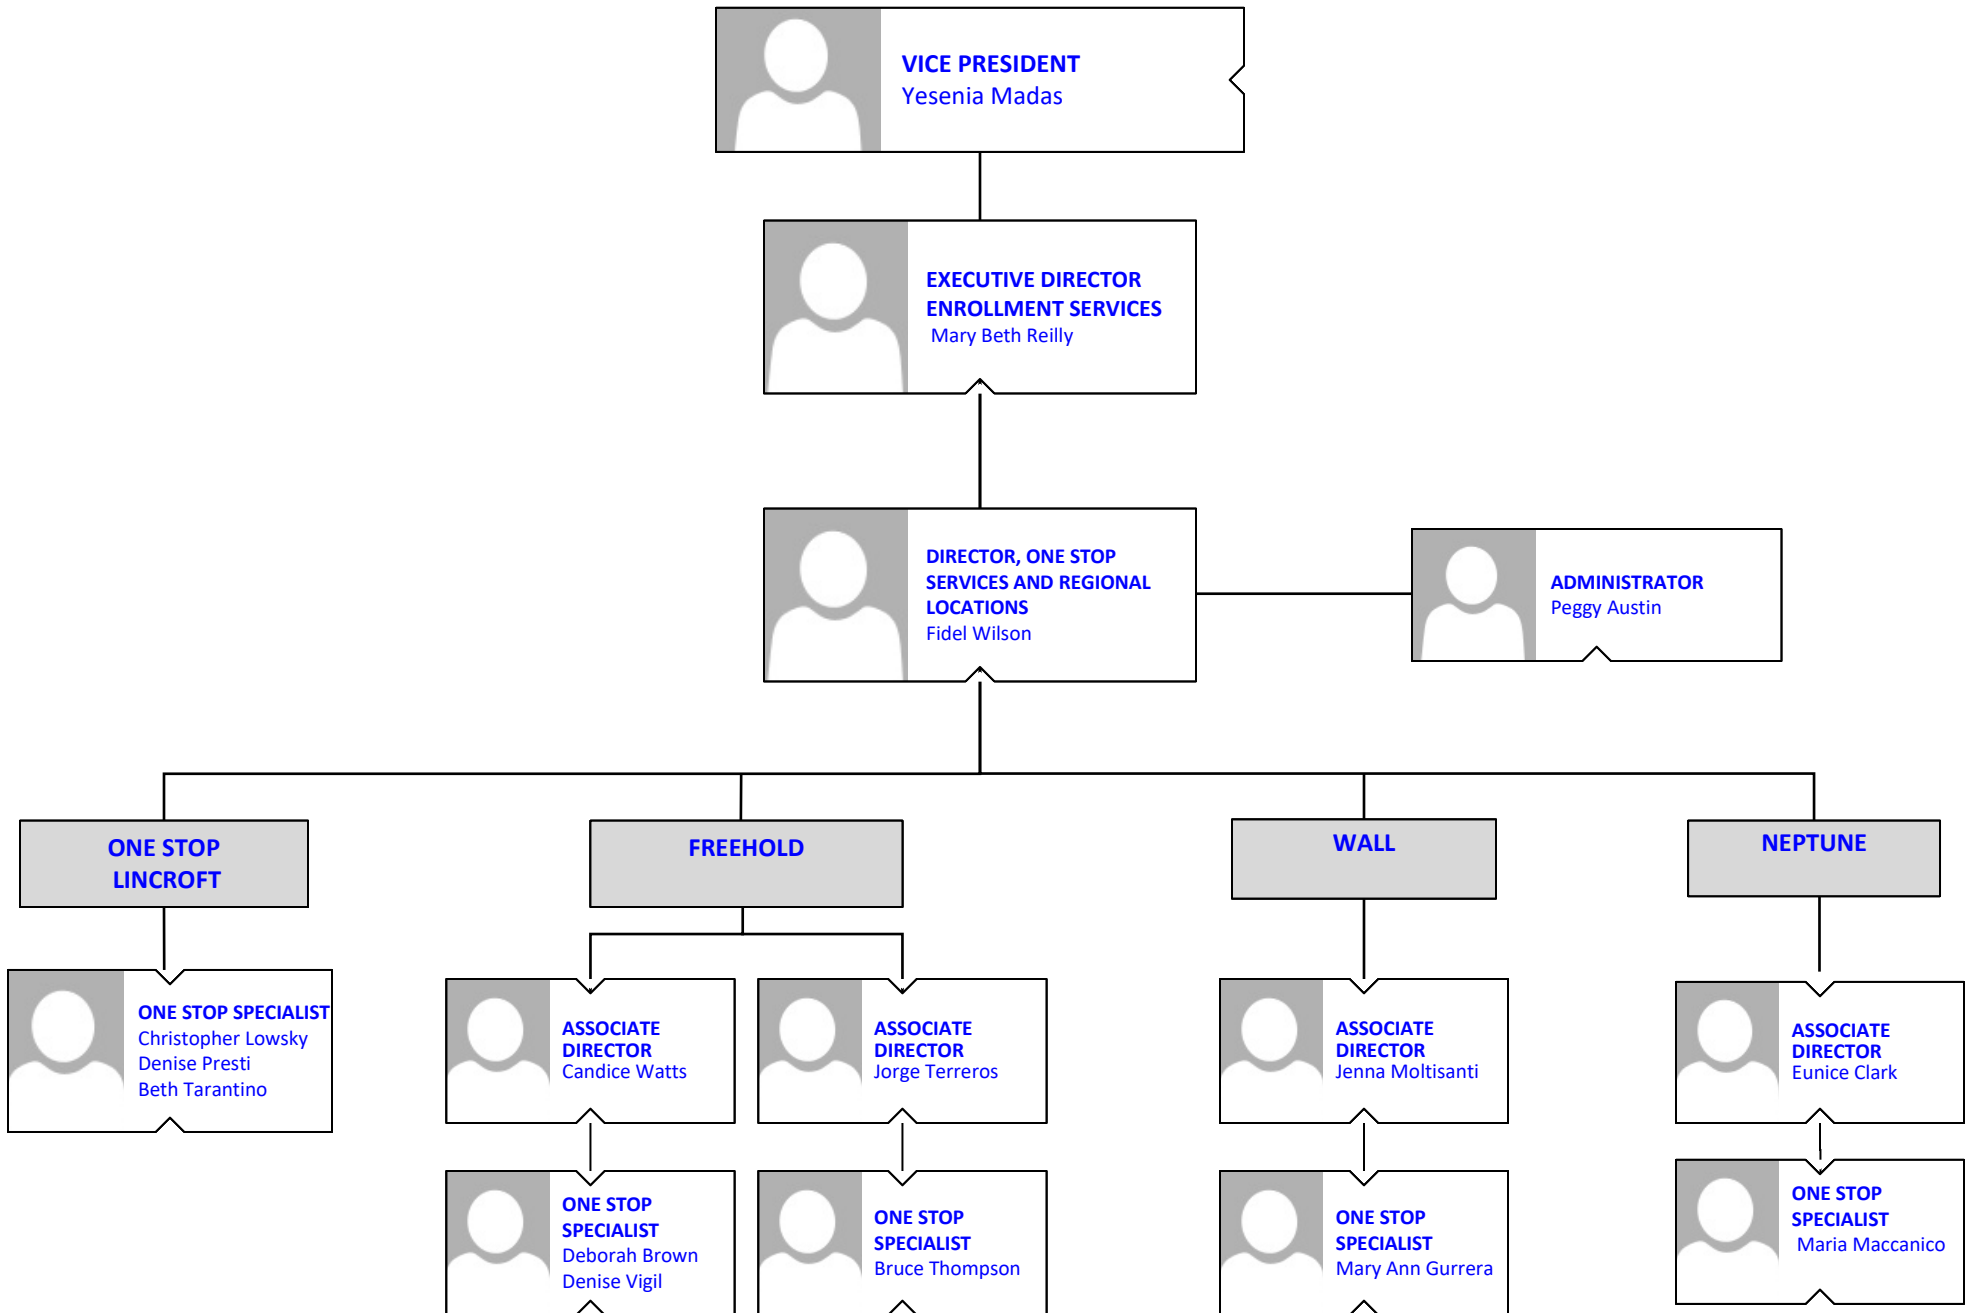 VICE PRESIDENT
Yesenia Madas
EXECUTIVE DIRECTOR
ENROLLMENT SERVICES
Mary Beth Reilly
DIRECTOR, ONE STOP
SERVICES AND REGIONAL
LOCATIONS
Fidel Wilson
ADMINISTRATOR
Peggy Austin
ONE STOP
LINCROFT
FREEHOLD
WALL
NEPTUNE
ONE STOP SPECIALIST
Christopher Lowsky
Denise Presti
Beth Tarantino
ASSOCIATE
DIRECTOR
Candice Watts
ASSOCIATE
DIRECTOR
Jorge Terreros
ASSOCIATE
DIRECTOR
Jenna Moltisanti
ASSOCIATE
DIRECTOR
Eunice Clark
ONE STOP
SPECIALIST
Deborah Brown
Denise Vigil
ONE STOP
SPECIALIST
Bruce Thompson
ONE STOP
SPECIALIST
Mary Ann Gurrera
ONE STOP
SPECIALIST
Maria Maccanico